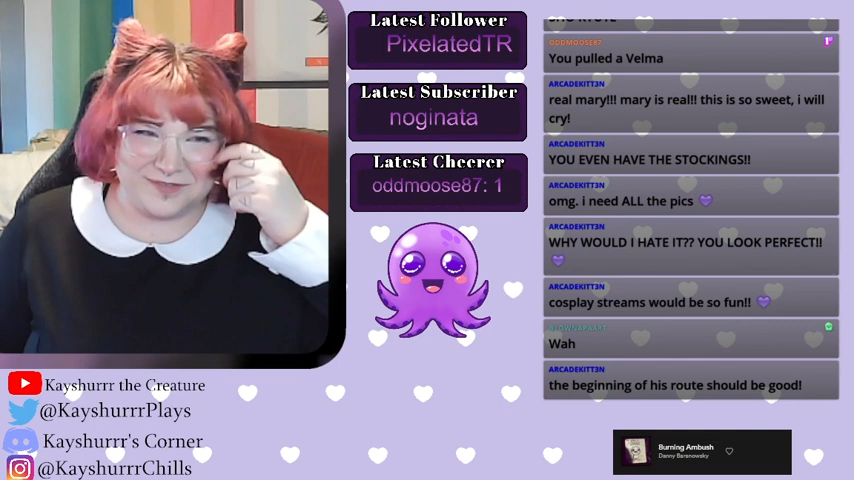 Latest Follower
PixelatedTR
Latest Subscriber
noginata
Latest Cheerer
oddmoose87: 1
Kayshurrr the Creature
@KayshurrrPlays
Kayshurrr's Corner
@KayshurrrChills
ODDMOOSE87
You pulled a Velma
ARCADEKITT3N
real mary!!! mary is real!! this is so sweet, i will
cry!
ARCADEKITT3N
YOU EVEN HAVE THE STOCKINGS!!
ARCADEKITT3N
omg. i need ALL the pics 💜
ARCADEKITT3N
WHY WOULD I HATE IT?? YOU LOOK PERFECT!!
💜
ARCADEKITT3N
cosplay streams would be so fun!! 💜
Wah
ARCADEKITT3N
the beginning of his route should be good!
Burning Ambush
Danny Baranowsky